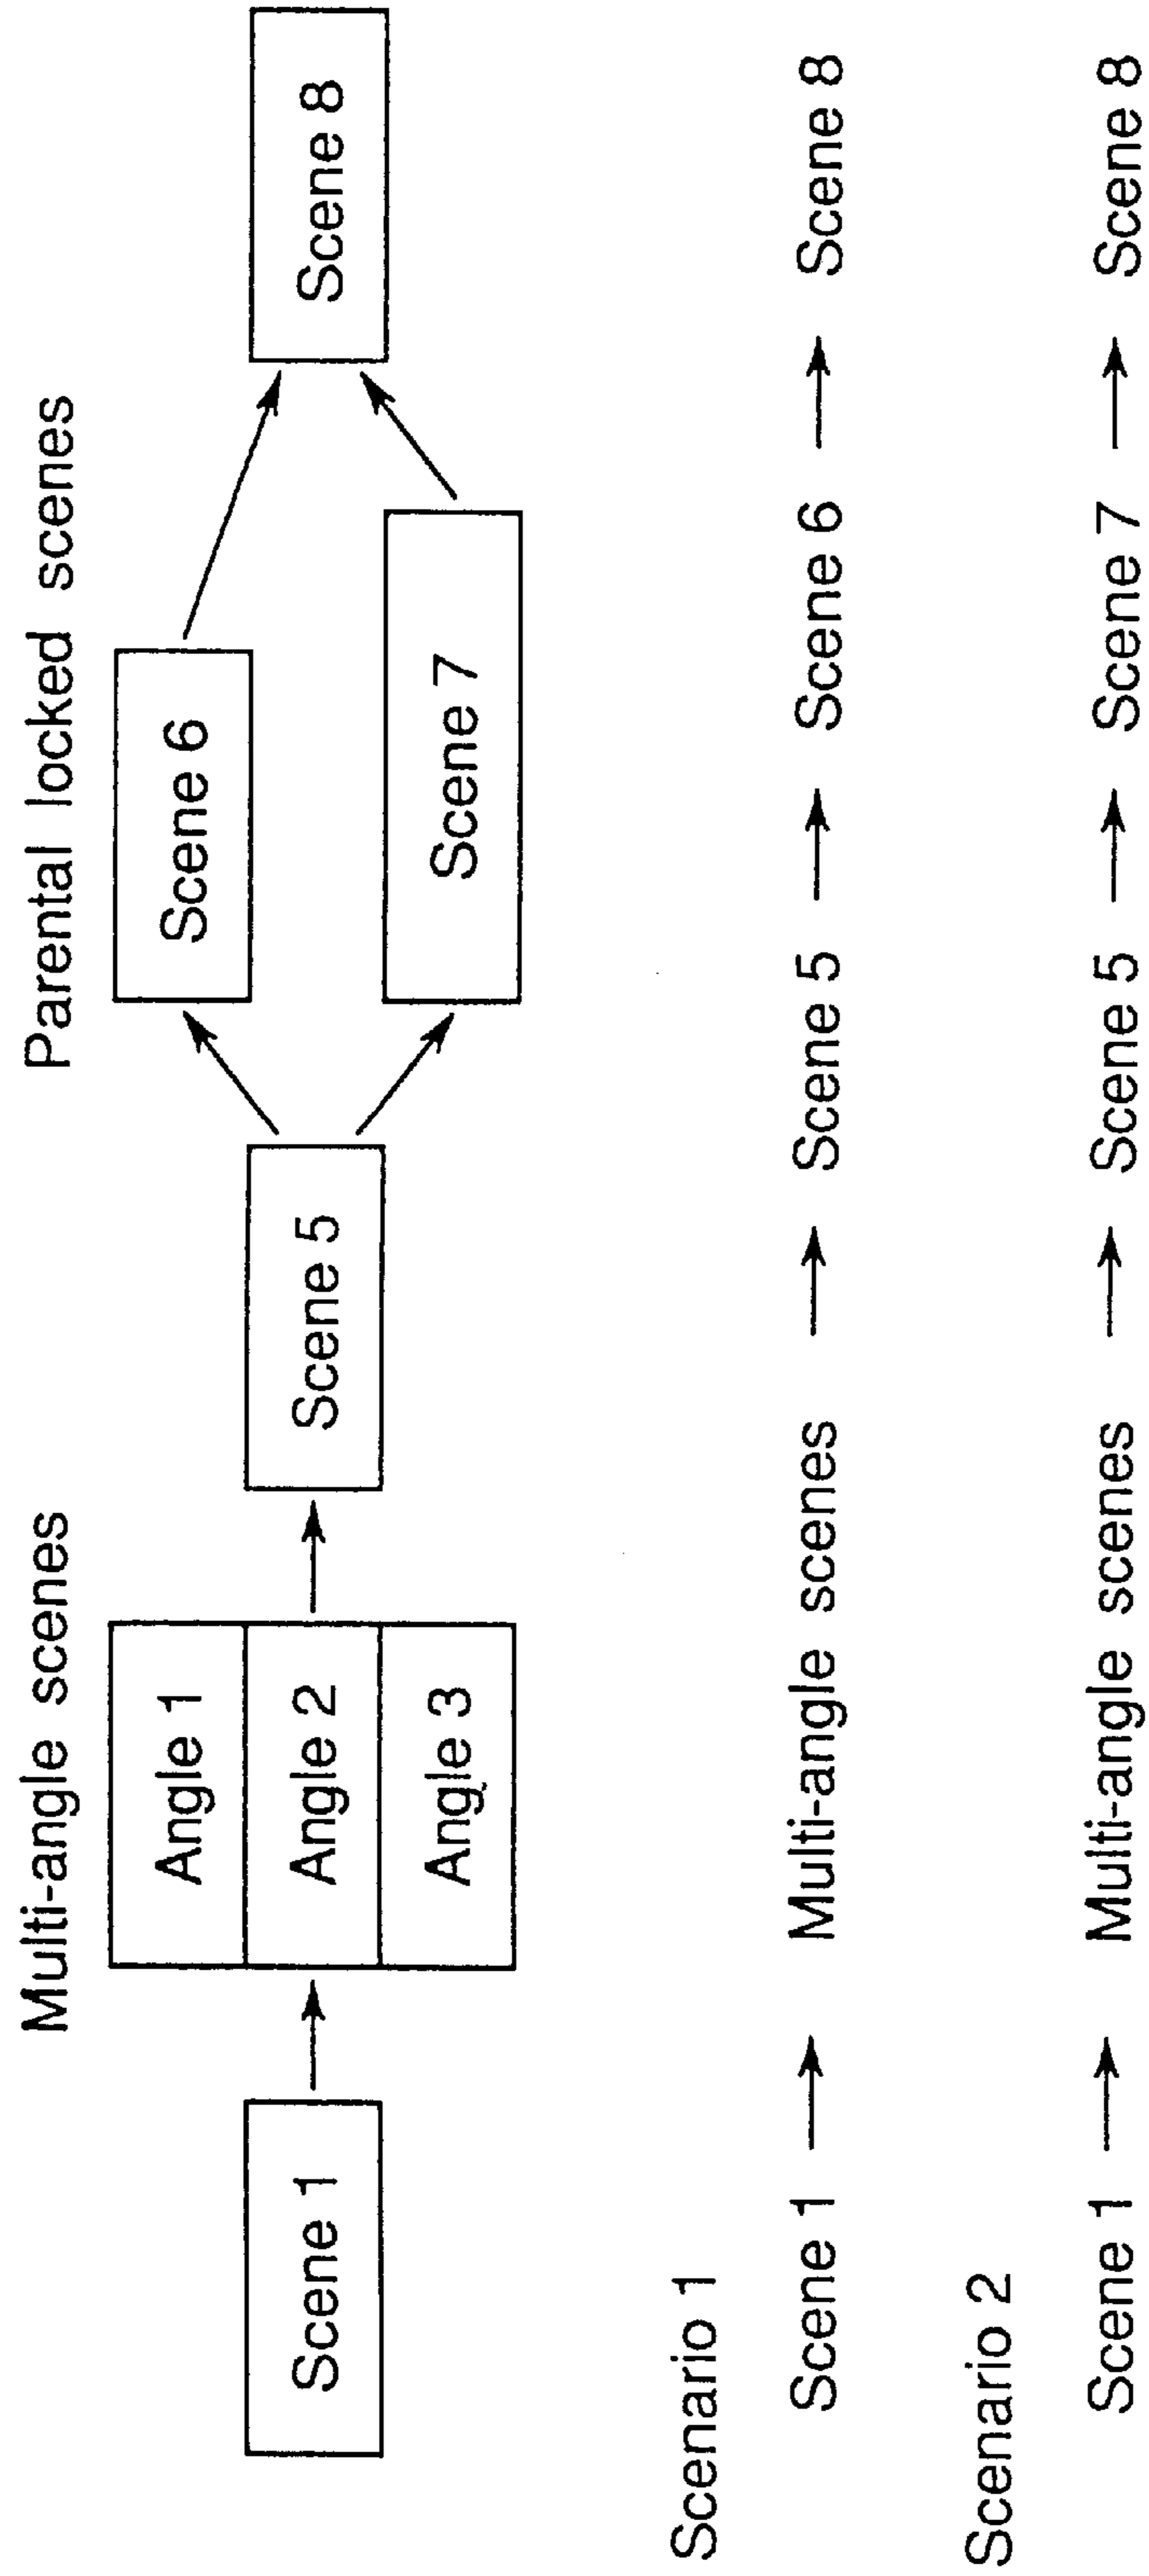 Multi-angle scenes
Parental locked scenes
Scene 1
Angle 1
Angle 2
Angle 3
Scene 5
Scene 6
Scene 7
Scene 8
Scenario 1
Scene 1 → Multi-angle scenes → Scene 5 → Scene 6 → Scene 8
Scenario 2
Scene 1 → Multi-angle scenes → Scene 5 → Scene 7 → Scene 8